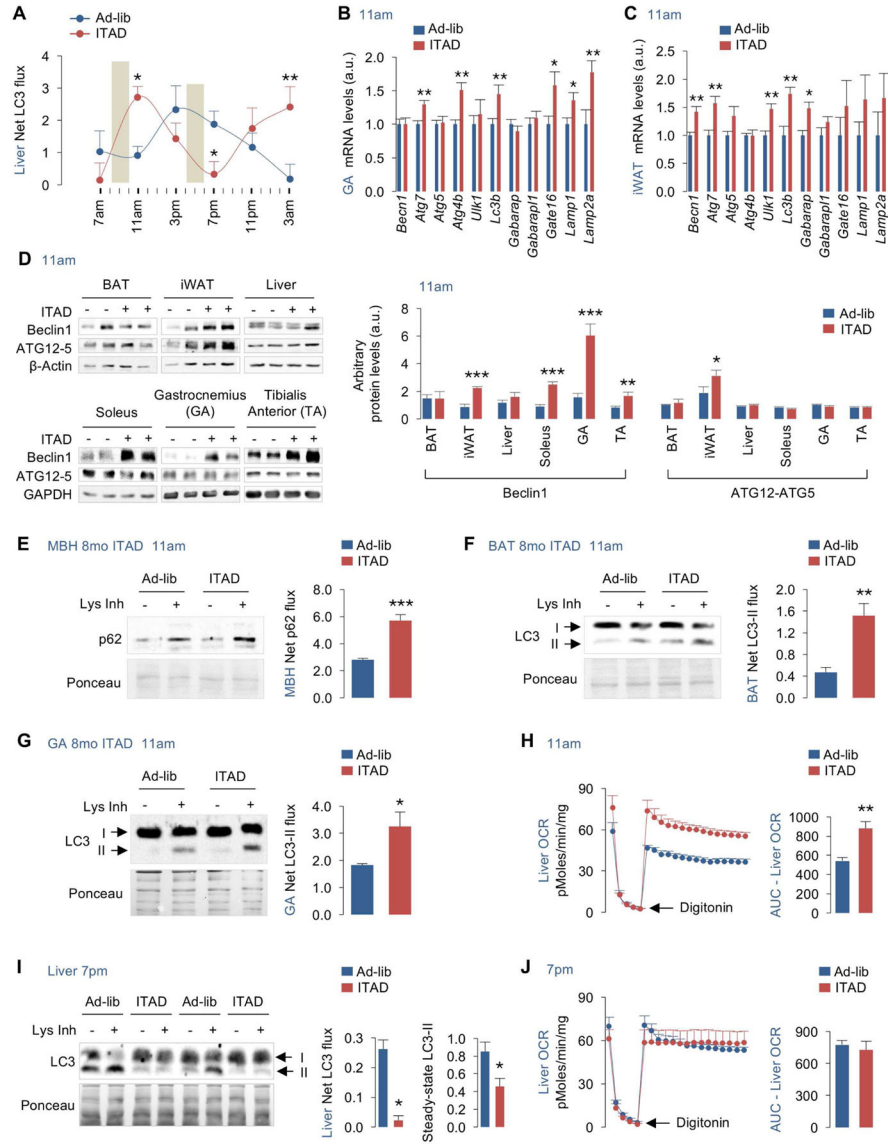 A
Ad-lib
ITAD
Liver Net LC3 flux
4
3
2
1
0
*
*
**
7am
11am
3pm
7pm
11pm
3am
B 11am
Ad-lib
ITAD
GA mRNA levels (a.u.)
2.0
1.5
1.0
0.5
0.0
**
**
**
*
*
**
Becn1
Atg7
Atg5
Atg4b
Ulk1
Lc3b
Gabarap
Gabarapl1
Gate16
Lamp1
Lamp2a
C 11am
Ad-lib
ITAD
iWAT mRNA levels (a.u.)
2.0
1.5
1.0
0.5
0.0
**
**
**
**
*
Becn1
Atg7
Atg5
Atg4b
Ulk1
Lc3b
Gabarap
Gabarapl1
Gate16
Lamp1
Lamp2a
D 11am
BAT iWAT Liver
ITAD - - + + - - + + - - + +
Beclin1
ATG12-5
β-Actin
Soleus Gastrocnemius (GA) Tibialis Anterior (TA)
ITAD - - + + - - + + - - + +
Beclin1
ATG12-5
GAPDH
11am
Ad-lib
ITAD
Arbitrary
protein levels (a.u.)
8
6
4
2
0
***
***
***
**
*
BAT
iWAT
Liver
Soleus
GA
TA
BAT
iWAT
Liver
Soleus
GA
TA
Beclin1
ATG12-ATG5
E MBH 8mo ITAD 11am
Ad-lib ITAD
Lys Inh - + - +
p62
Ponceau
Ad-lib
ITAD
MBH Net p62 flux
8.0
6.0
4.0
2.0
0.0
***
F BAT 8mo ITAD 11am
Ad-lib ITAD
Lys Inh - + - +
LC3 I
II
Ponceau
Ad-lib
ITAD
BAT Net LC3-II flux
2.0
1.6
1.2
0.8
0.4
0.0
**
G GA 8mo ITAD 11am
Ad-lib ITAD
Lys Inh - + - +
LC3 I
II
Ponceau
Ad-lib
ITAD
GA Net LC3-II flux
4.0
3.0
2.0
1.0
0.0
*
H 11am
Liver OCR
pMoles/min/mg
90
60
30
0
Digitonin
Ad-lib
ITAD
AUC - Liver OCR
1000
800
600
400
200
0
**
I Liver 7pm
Ad-lib ITAD Ad-lib ITAD
Lys Inh - + - + - + - +
LC3
I
II
Ponceau
Ad-lib
ITAD
Liver Net LC3 flux
0.3
0.2
0.1
0.0
*
Steady-state LC3-II
1.0
0.8
0.6
0.4
0.2
0.0
*
J 7pm
Liver OCR
pMoles/min/mg
90
60
30
0
Digitonin
Ad-lib
ITAD
AUC - Liver OCR
900
600
300
0